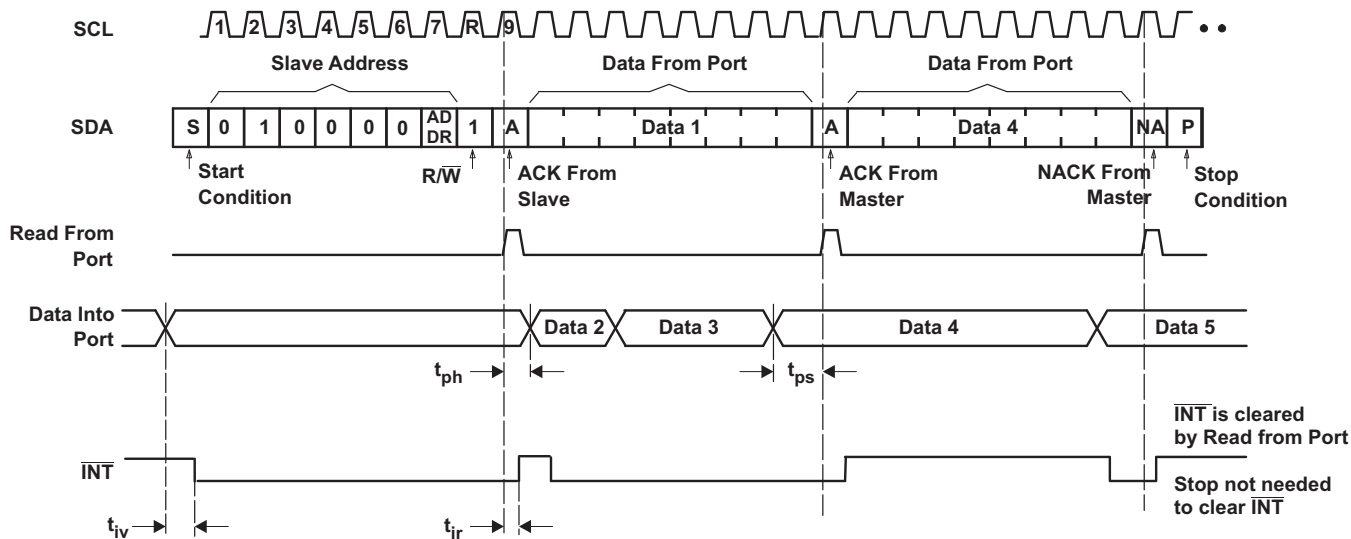 SCL
1 2 3 4 5 6 7 R 9
Slave Address
Data From Port
Data From Port
SDA
S 0 1 0 0 0 0 AD DR 1 A Data 1 A Data 4 NA P
Start
Condition
R/W̅
ACK From
Slave
ACK From
Master
NACK From
Master
Stop
Condition
Read From
Port
Data Into
Port
Data 2
Data 3
Data 4
Data 5
tph
tps
I̅N̅T̅
I̅N̅T̅ is cleared
by Read from Port
Stop not needed
to clear I̅N̅T̅
tiv
tir